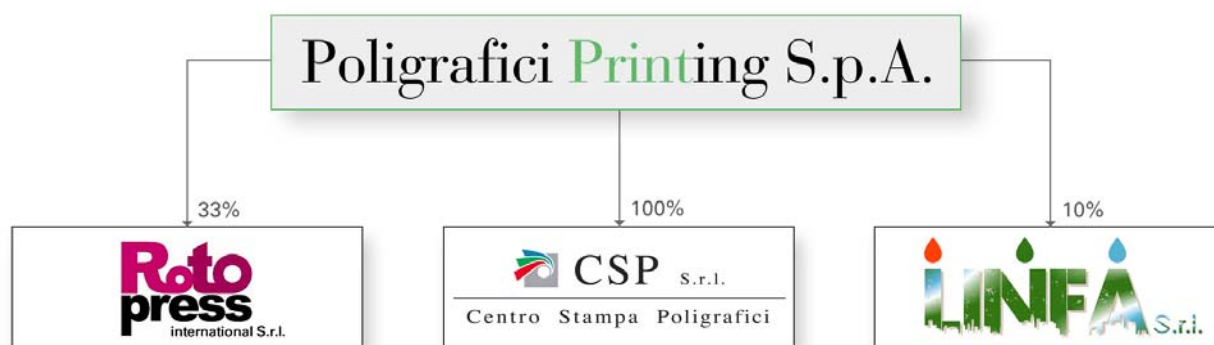 Poligrafici Printing S.p.A.
33%
100%
10%
Roto
press
international S.r.l.
CSP S.r.l.
Centro Stampa Poligrafici
LINFA S.r.l.